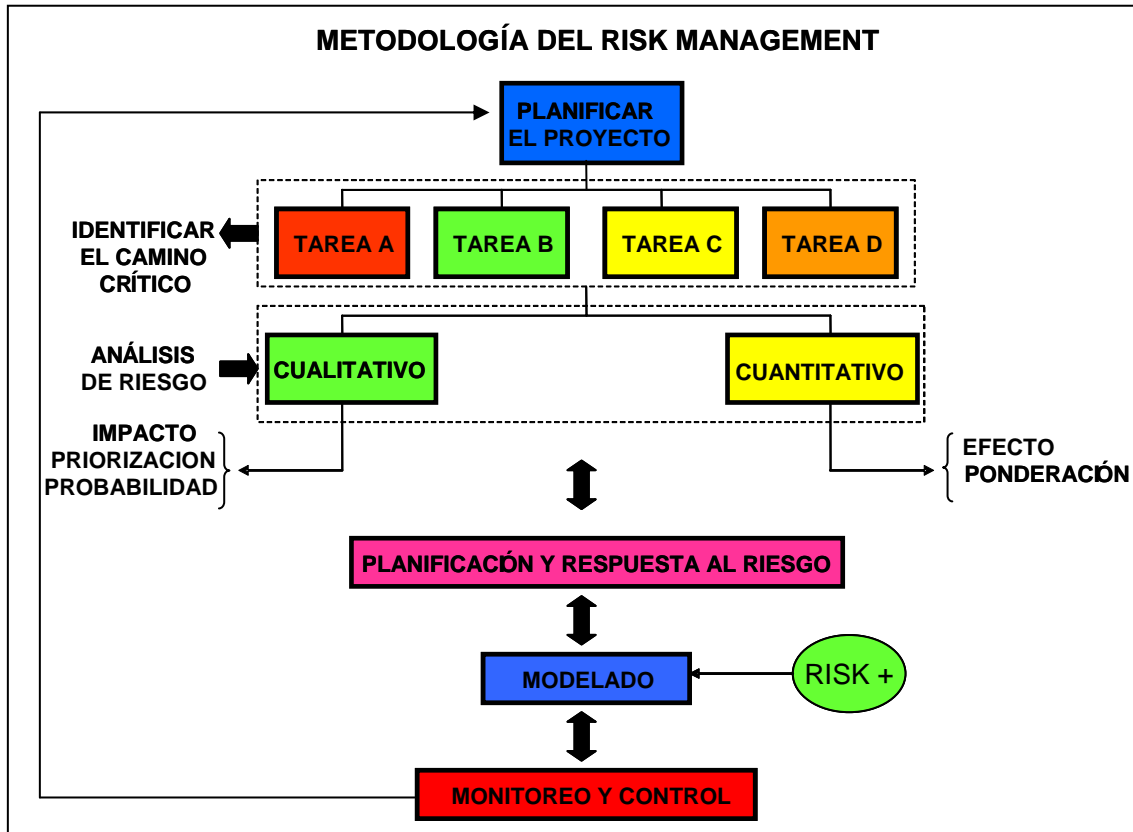 METODOLOGÍA DEL RISK MANAGEMENT
PLANIFICAR
EL PROYECTO
IDENTIFICAR
EL CAMINO
CRÍTICO
TAREA A
TAREA B
TAREA C
TAREA D
ANÁLISIS
DE RIESGO
CUALITATIVO
CUANTITATIVO
IMPACTO
PRIORIZACION
PROBABILIDAD
EFECTO
PONDERACIÓN
PLANIFICACIÓN Y RESPUESTA AL RIESGO
MODELADO
RISK +
MONITOREO Y CONTROL